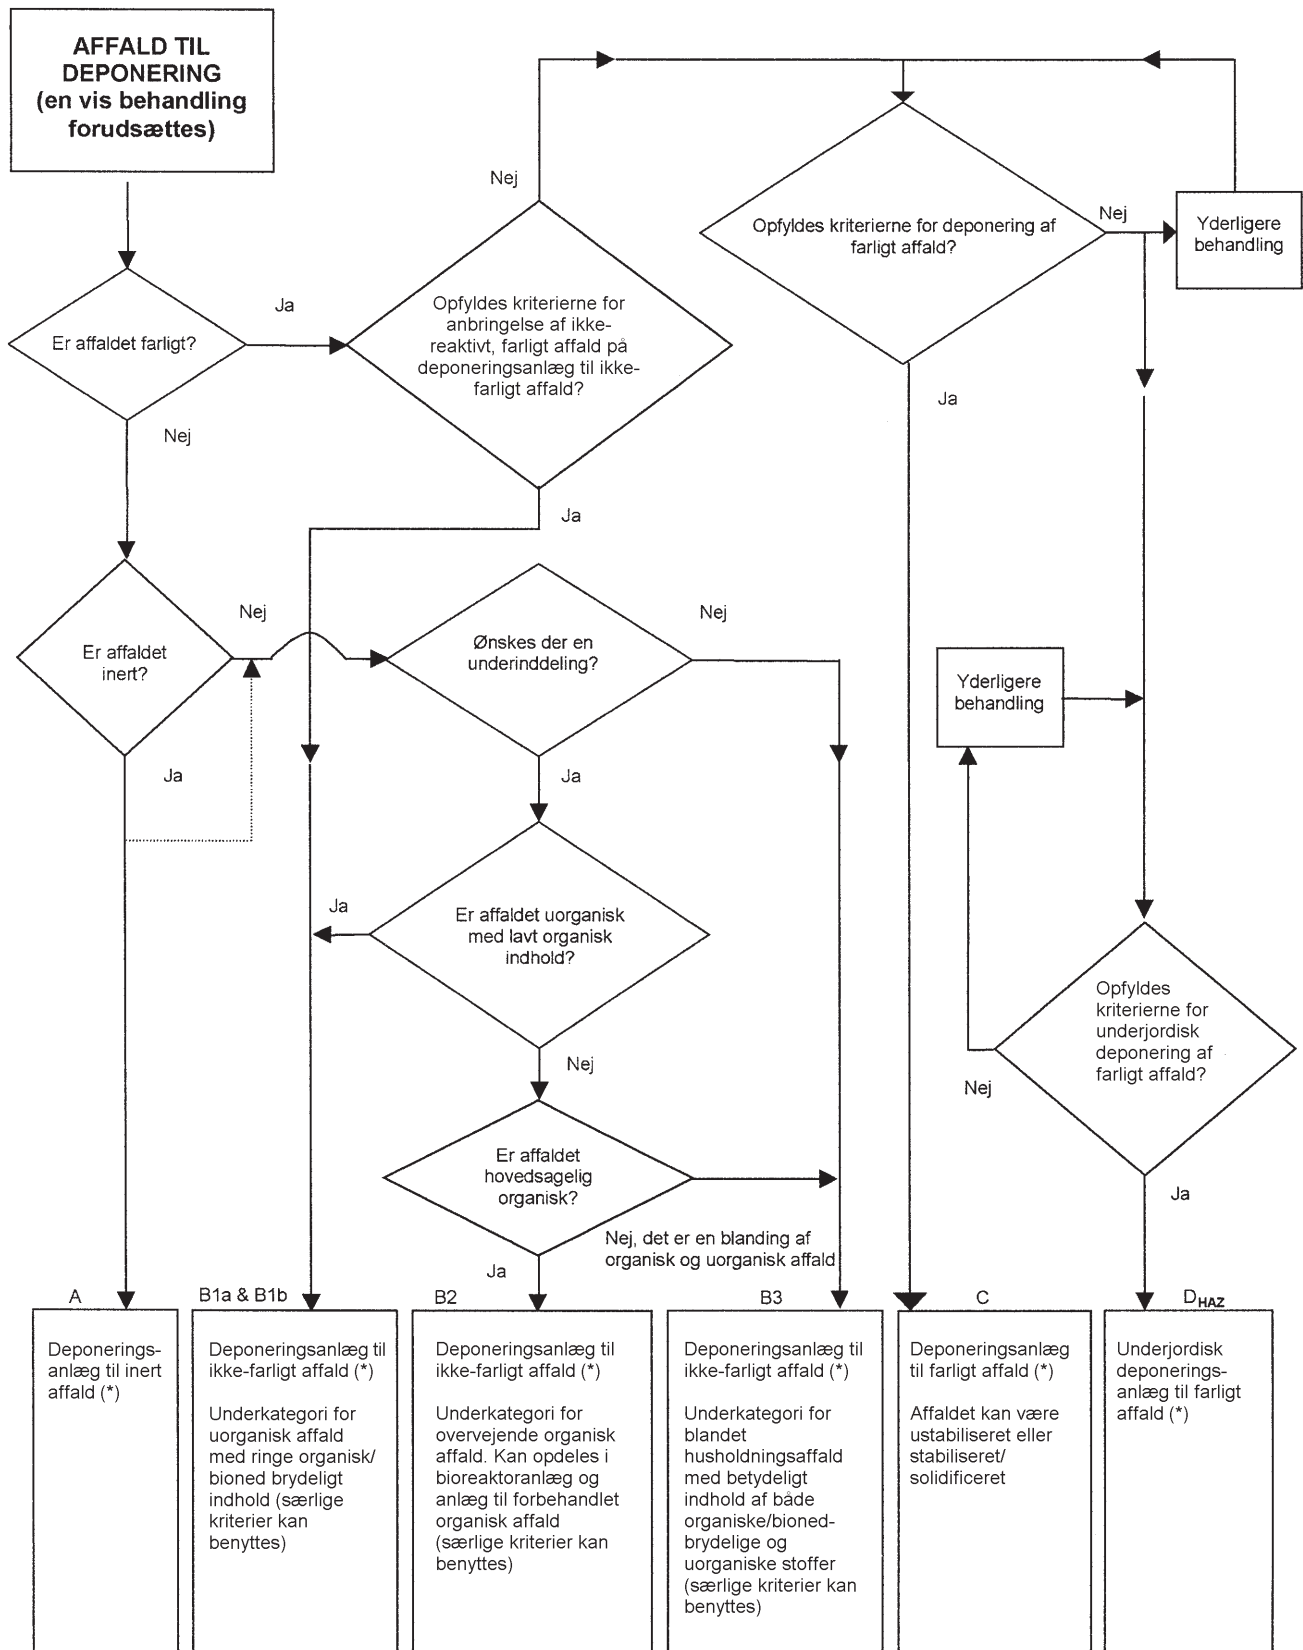 AFFALD TIL
DEPONERING
(en vis behandling
forudsættes)
Nej
Nej
Yderligere
behandling
Opfyldes kriterierne for deponering af
farligt affald?
Ja
Opfyldes kriterierne for
anbringelse af ikke-
reaktivt, farligt affald på
deponeringsanlæg til ikke-
farligt affald?
Er affaldet farligt?
Ja
Nej
Ja
Nej
Nej
Ønskes der en
underinddeling?
Er affaldet
inert?
Yderligere
behandling
Ja
Ja
Ja
Er affaldet uorganisk
med lavt organisk
indhold?
Opfyldes
kriterierne for
underjordisk
deponering af
farligt affald?
Nej
Nej
Er affaldet
hovedsagelig
organisk?
Ja
Nej, det er en blanding af
organisk og uorganisk affald
Ja
A
B1a & B1b
B2
B3
C
DHAZ
Deponerings-
anlæg til inert
affald (*)
Deponeringsanlæg til
ikke-farligt affald (*)
Underkategori for
uorganisk affald
med ringe organisk/
bioned brydeligt
indhold (særlige
kriterier kan
benyttes)
Deponeringsanlæg til
ikke-farligt affald (*)
Underkategori for
overvejende organisk
affald. Kan opdeles i
bioreaktoranlæg og
anlæg til forbehandlet
organisk affald
(særlige kriterier kan
benyttes)
Deponeringsanlæg til
ikke-farligt affald (*)
Underkategori for
blandet
husholdningsaffald
med betydeligt
indhold af både
organiske/bioned-
brydelige og
uorganiske stoffer
(særlige kriterier kan
benyttes)
Deponeringsanlæg
til farligt affald (*)
Affaldet kan være
ustabiliseret eller
stabiliseret/
solidificeret
Underjordisk
deponerings-
anlæg til farligt
affald (*)